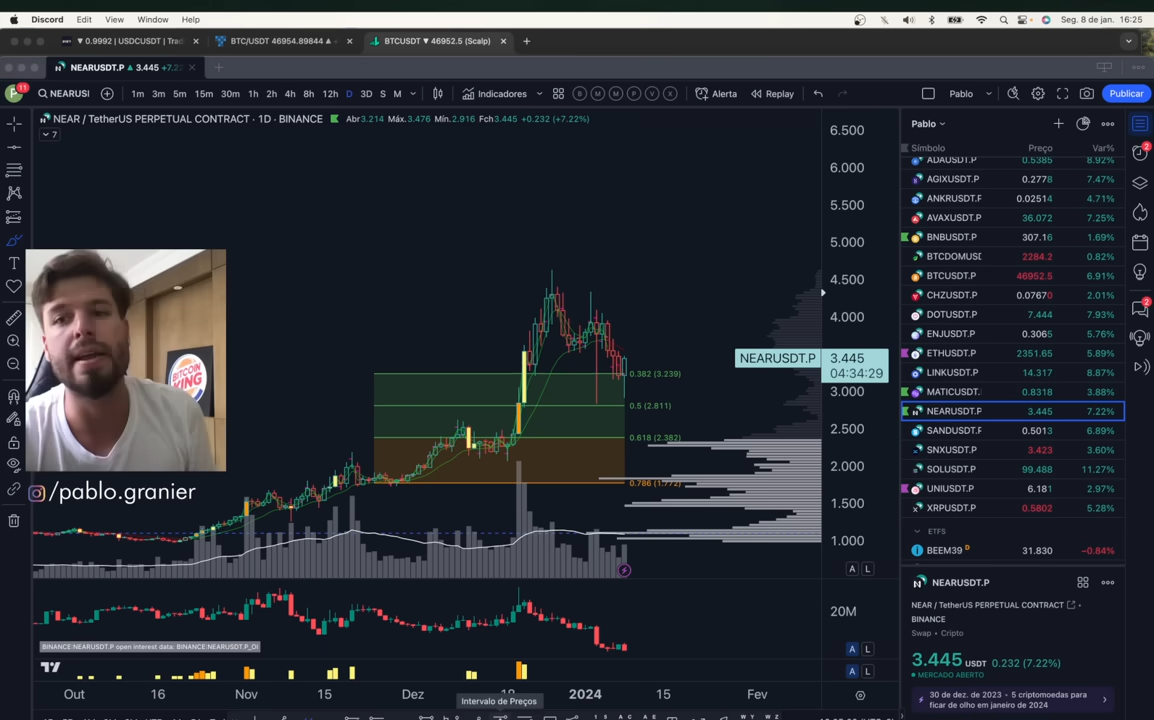 Discord Edit View Window Help Seg. 8 de jan. 16:25
▼ 0.9992 | USDCUSDT | Trad × BTC/USDT 46954.89844 ▲ × BTCUSDT ▼ 46952.5 (Scalp) × +
NEARUSDT.P ▲ 3.445 +7.22 × +
P 11 NEARUSI 1m 3m 5m 15m 30m 1h 2h 4h 8h 12h D 3D S M Indicadores B M M P V X Alerta Replay Pablo Publicar
NEAR / TetherUS PERPETUAL CONTRACT · 1D · BINANCE Abr3.214 Máx.3.476 Mín.2.916 Fch3.445 +0.232 (+7.22%)
7
6.500
6.000
5.500
5.000
4.500
4.000
NEARUSDT.P 3.445
04:34:29
3.000
2.500
2.000
1.500
1.000
A L
20M
A L
A L
0.382 (3.239)
0.5 (2.811)
0.618 (2.382)
0.786 (1.772)
BITCOIN
KING
/pablo.granier
BINANCE:NEARUSDT.P open interest data: BINANCE:NEARUSDT.P_OI
Out 16 Nov 15 Dez 18 2024 15 Fev
Intervalo de Preços
Pablo
Símbolo Preço Var%
ADAUSDT.P 0.5385 8.92%
AGIXUSDT.P 0.2778 7.47%
ANKRUSDT.F 0.02514 4.71%
AVAXUSDT.P 36.072 7.25%
BNBUSDT.P 307.16 1.69%
BTCDOMUSD 2284.2 0.82%
BTCUSDT.P 46952.5 6.91%
CHZUSDT.P 0.07670 2.01%
DOTUSDT.P 7.444 7.93%
ENJUSDT.P 0.3065 5.76%
ETHUSDT.P 2351.65 5.89%
LINKUSDT.P 14.317 8.87%
MATICUSDT. 0.8318 3.88%
NEARUSDT.P 3.445 7.22%
SANDUSDT.F 0.5013 6.89%
SNXUSDT.P 3.423 3.60%
SOLUSDT.P 99.488 11.27%
UNIUSDT.P 6.181 2.97%
XRPUSDT.P 0.5802 5.28%
ETFS
BEEM39 D 31.830 −0.84%
NEARUSDT.P
NEAR / TetherUS PERPETUAL CONTRACT •
BINANCE
Swap • Cripto
3.445 USDT 0.232 (7.22%)
MERCADO ABERTO
30 de dez. de 2023 • 5 criptomoedas para
ficar de olho em janeiro de 2024
2
2